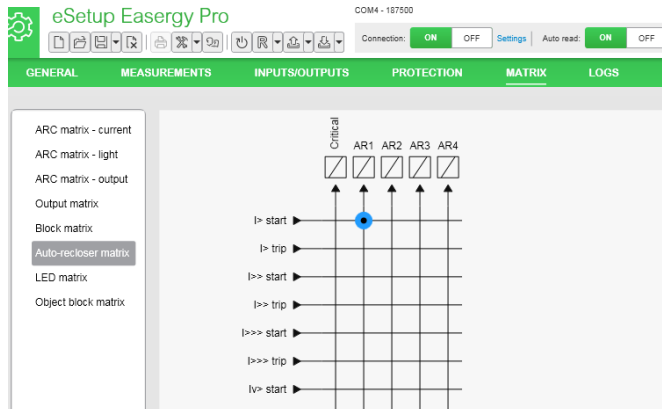 eSetup Easergy Pro
COM4 - 187500
Connection: ON OFF Settings Auto read: ON OFF
GENERAL MEASUREMENTS INPUTS/OUTPUTS PROTECTION MATRIX LOGS
ARC matrix - current
ARC matrix - light
ARC matrix - output
Output matrix
Block matrix
Auto-recloser matrix
LED matrix
Object block matrix
Critical AR1 AR2 AR3 AR4
I> start
I> trip
I>> start
I>> trip
I>>> start
I>>> trip
Iv> start